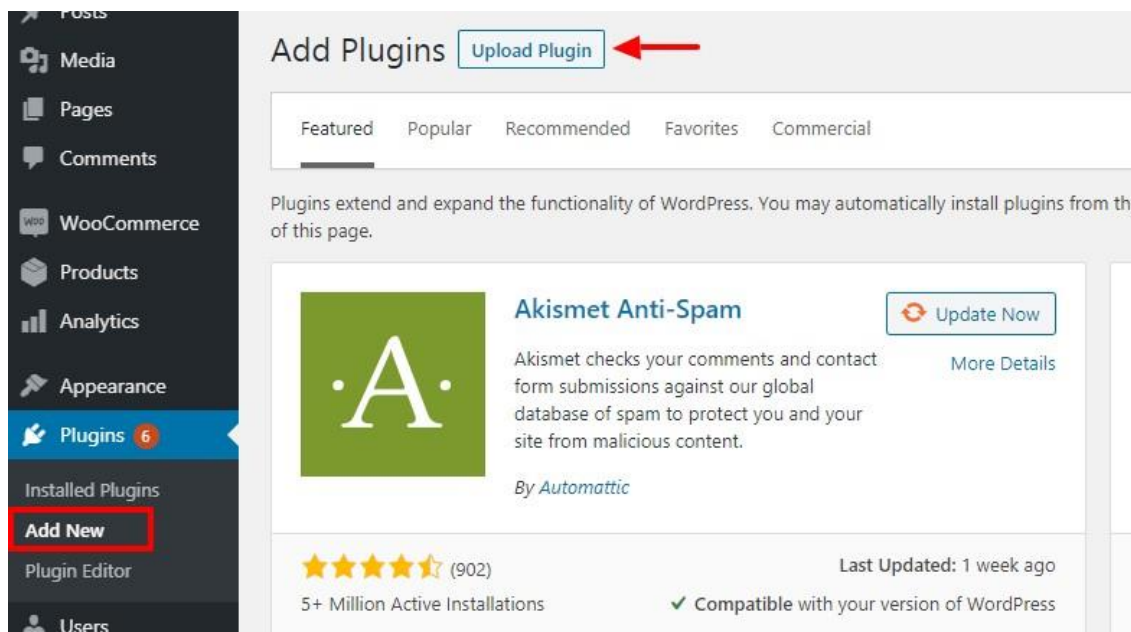 Posts
Media
Pages
Comments
WooCommerce
Products
Analytics
Appearance
Plugins 6
Installed Plugins
Add New
Plugin Editor
Users
Add Plugins Upload Plugin
Featured Popular Recommended Favorites Commercial
Plugins extend and expand the functionality of WordPress. You may automatically install plugins from th
of this page.
·A·
Akismet Anti-Spam
Update Now
More Details
Akismet checks your comments and contact
form submissions against our global
database of spam to protect you and your
site from malicious content.
By Automattic
(902)
5+ Million Active Installations
Last Updated: 1 week ago
Compatible with your version of WordPress